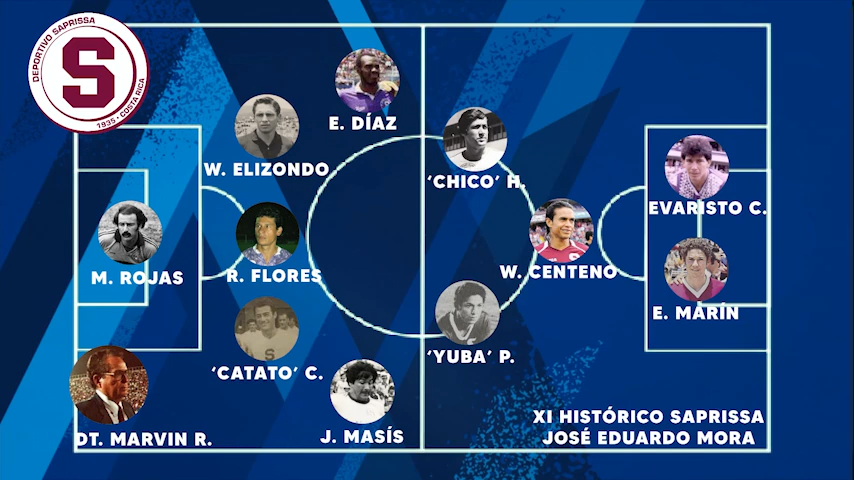 DEPORTIVO SAPRISSA
S
1935 • COSTA RICA
E. DÍAZ
W. ELIZONDO
'CHICO' H.
EVARISTO C.
M. ROJAS
R. FLORES
W. CENTENO
E. MARÍN
'CATATO' C.
'YUBA' P.
DT. MARVIN R.
J. MASÍS
XI HISTÓRICO SAPRISSA
JOSÉ EDUARDO MORA